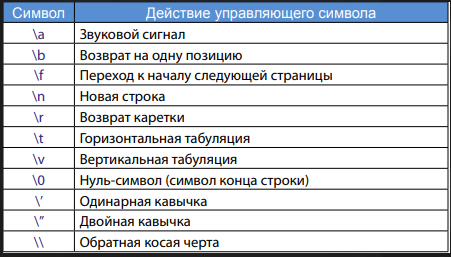 Символ Действие управляющего символа
\a Звуковой сигнал
\b Возврат на одну позицию
\f Переход к началу следующей страницы
\n Новая строка
\r Возврат каретки
\t Горизонтальная табуляция
\v Вертикальная табуляция
\0 Нуль-символ (символ конца строки)
\’ Одинарная кавычка
\” Двойная кавычка
\\ Обратная косая черта